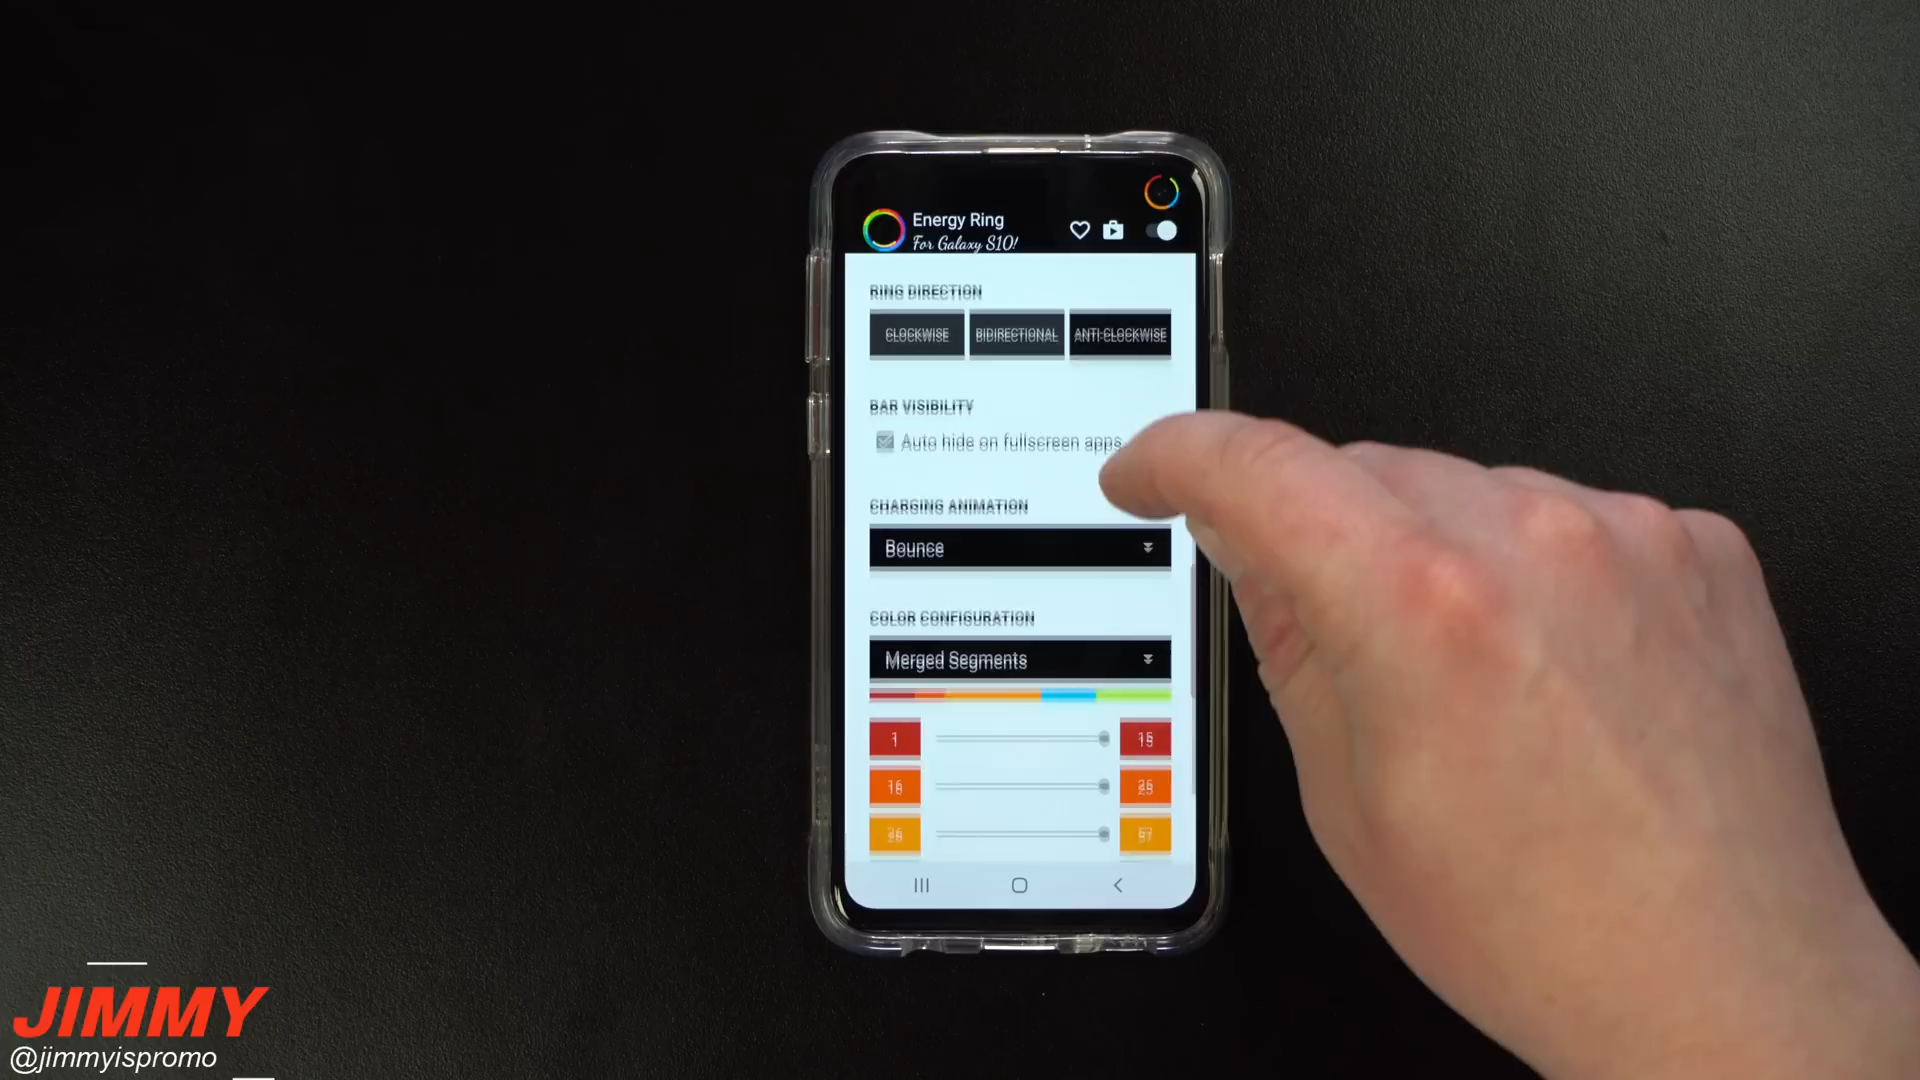 Energy Ring
For Galaxy S10!
RING DIRECTION
CLOCKWISE BIDIRECTIONAL ANTI-CLOCKWISE
BAR VISIBILITY
Auto hide on fullscreen apps
CHARGING ANIMATION
Bounce
COLOR CONFIGURATION
Merged Segments
1 15
16 25
26
JIMMY
@jimmyispromo